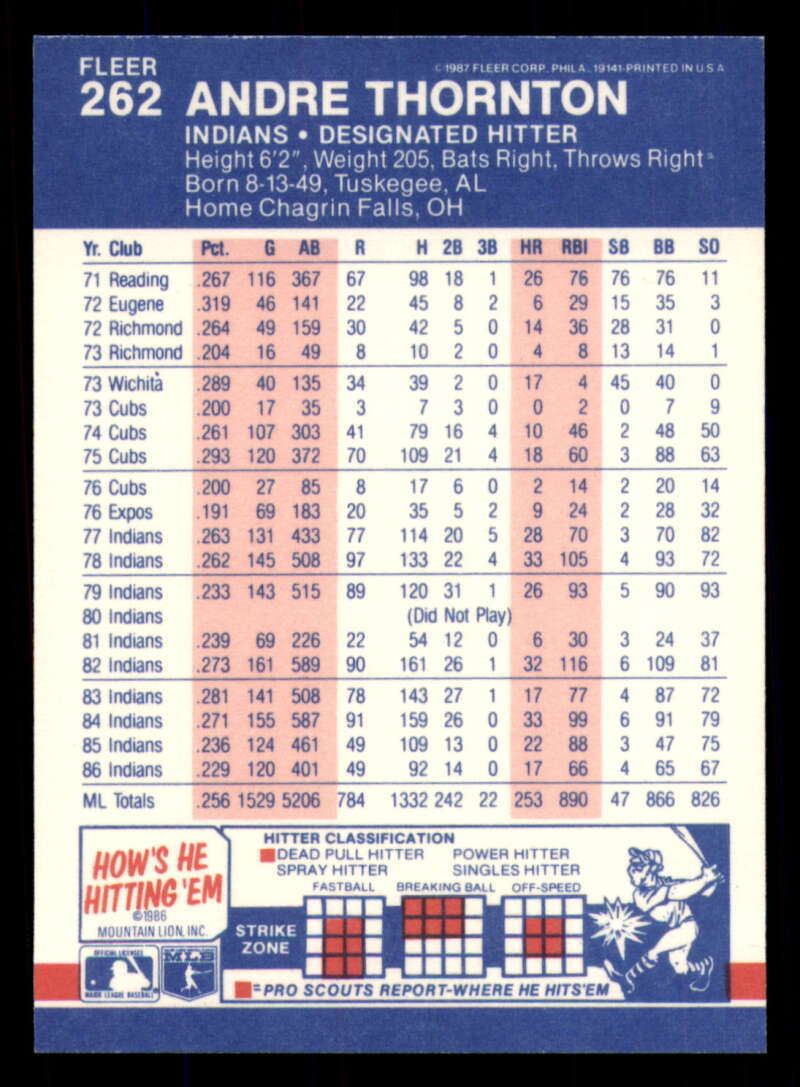 FLEER
© 1987 FLEER CORP. PHILA. 19141-PRINTED IN U S A
262 ANDRE THORNTON
INDIANS • DESIGNATED HITTER
Height 6'2", Weight 205, Bats Right, Throws Right
Born 8-13-49, Tuskegee, AL
Home Chagrin Falls, OH
Yr. Club Pct. G AB R H 2B 3B HR RBI SB BB SO
71 Reading .267 116 367 67 98 18 1 26 76 76 76 11
72 Eugene .319 46 141 22 45 8 2 6 29 15 35 3
72 Richmond .264 49 159 30 42 5 0 14 36 28 31 0
73 Richmond .204 16 49 8 10 2 0 4 8 13 14 1
73 Wichita .289 40 135 34 39 2 0 17 4 45 40 0
73 Cubs .200 17 35 3 7 3 0 0 2 0 7 9
74 Cubs .261 107 303 41 79 16 4 10 46 2 48 50
75 Cubs .293 120 372 70 109 21 4 18 60 3 88 63
76 Cubs .200 27 85 8 17 6 0 2 14 2 20 14
76 Expos .191 69 183 20 35 5 2 9 24 2 28 32
77 Indians .263 131 433 77 114 20 5 28 70 3 70 82
78 Indians .262 145 508 97 133 22 4 33 105 4 93 72
79 Indians .233 143 515 89 120 31 1 26 93 5 90 93
80 Indians (Did Not Play)
81 Indians .239 69 226 22 54 12 0 6 30 3 24 37
82 Indians .273 161 589 90 161 26 1 32 116 6 109 81
83 Indians .281 141 508 78 143 27 1 17 77 4 87 72
84 Indians .271 155 587 91 159 26 0 33 99 6 91 79
85 Indians .236 124 461 49 109 13 0 22 88 3 47 75
86 Indians .229 120 401 49 92 14 0 17 66 4 65 67
ML Totals .256 1529 5206 784 1332 242 22 253 890 47 866 826
HOW'S HE
HITTING 'EM
©1986
MOUNTAIN LION, INC.
OFFICIAL LICENSEE
MAJOR LEAGUE BASEBALL
MLB
HITTER CLASSIFICATION
DEAD PULL HITTER POWER HITTER
SPRAY HITTER SINGLES HITTER
FASTBALL BREAKING BALL OFF-SPEED
STRIKE
ZONE
=PRO SCOUTS REPORT-WHERE HE HITS 'EM